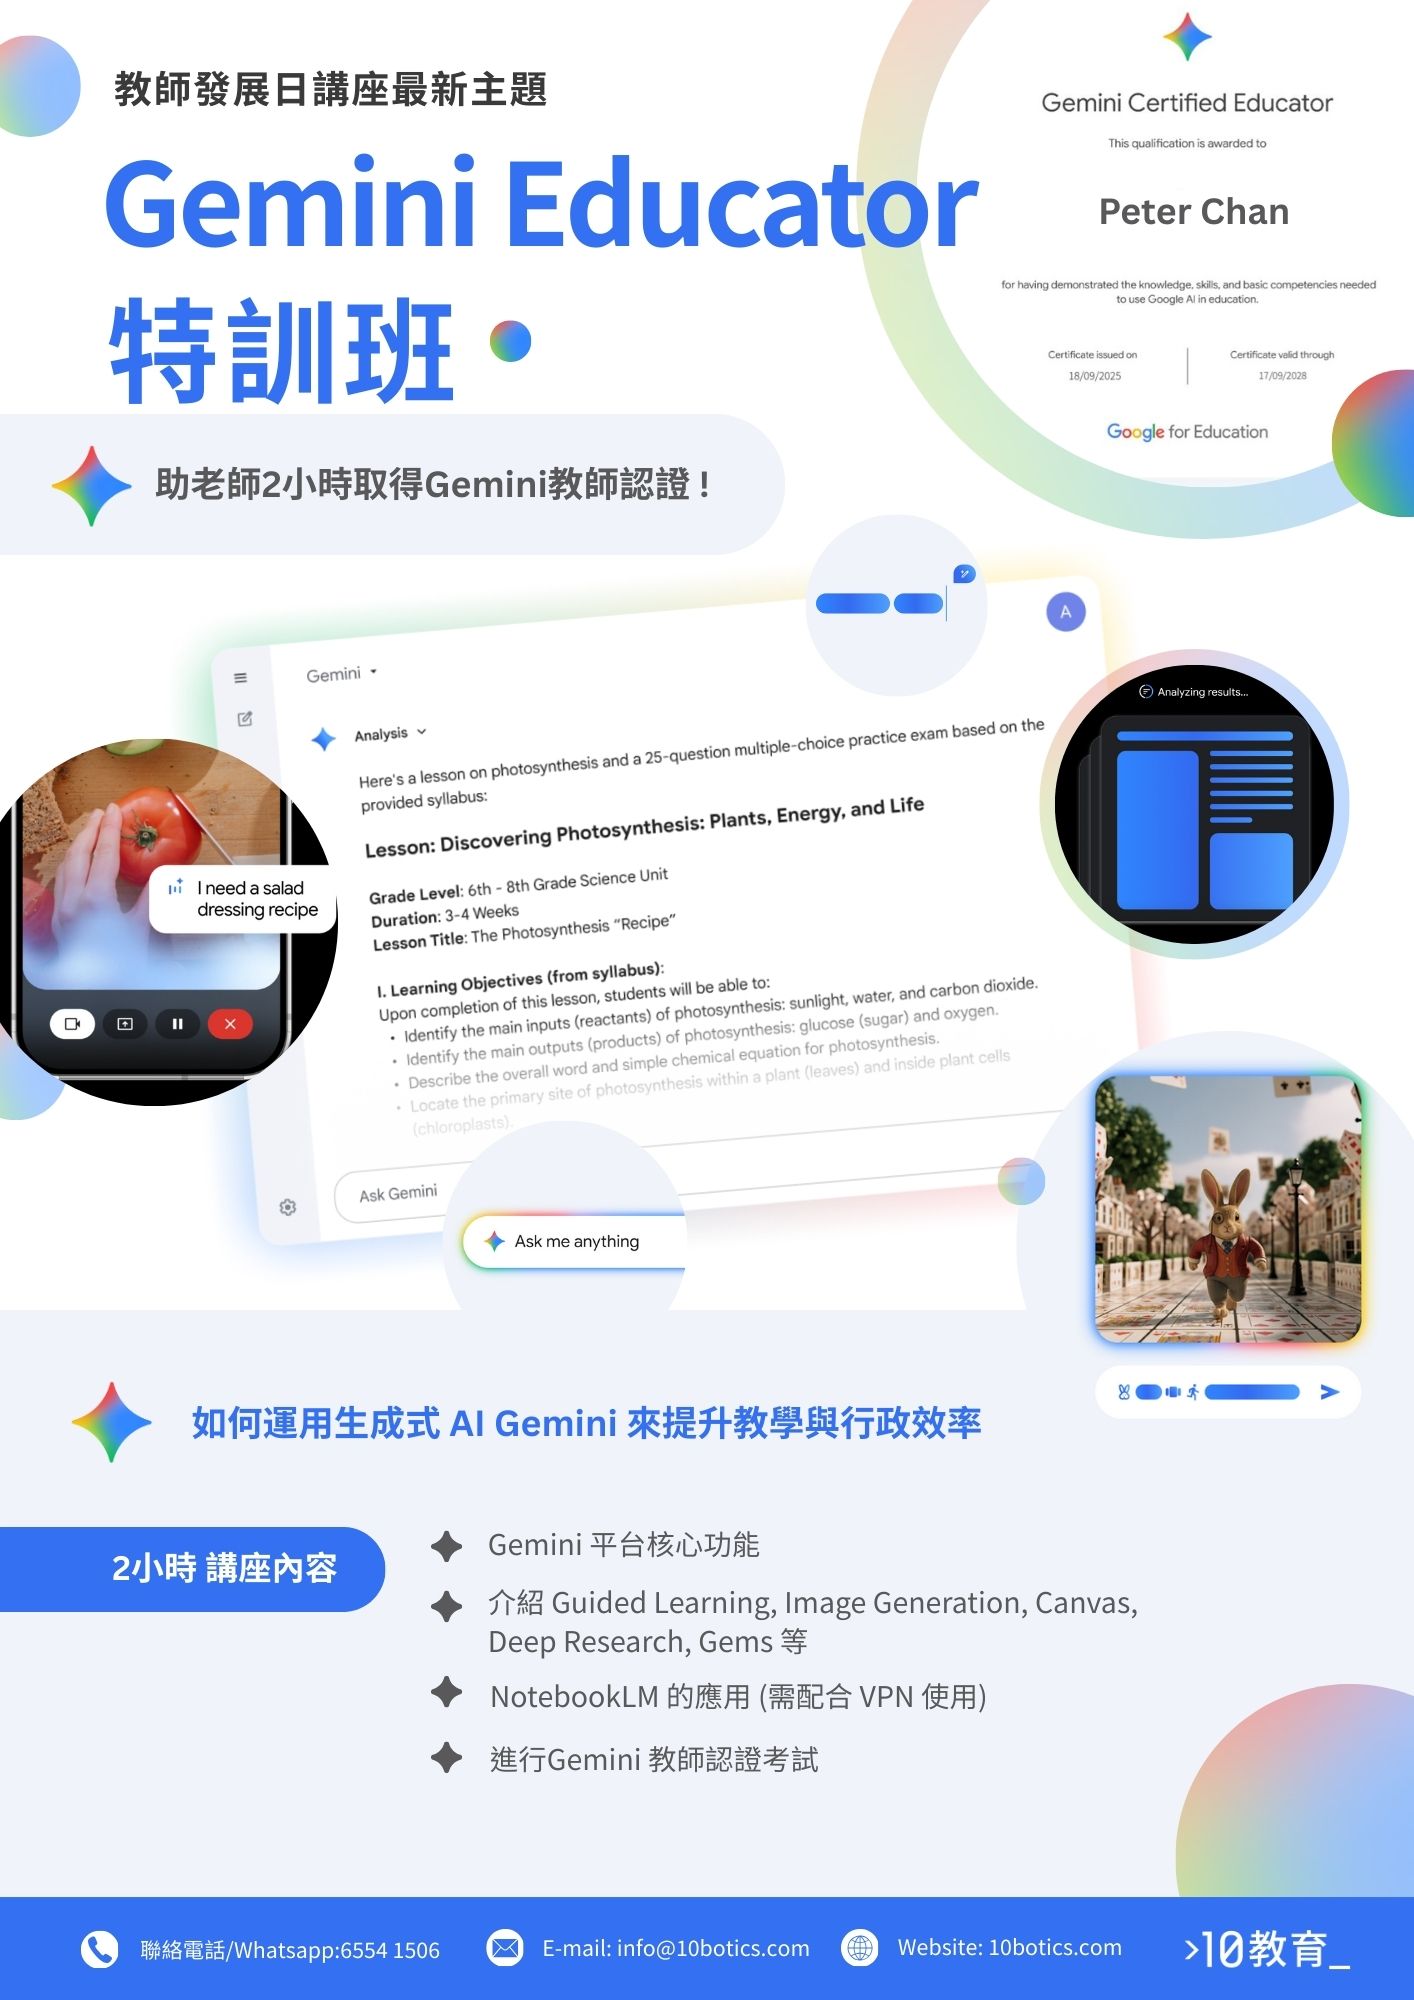 教師發展日講座最新主題
Gemini Educator
特訓班
助老師2小時取得Gemini教師認證！
Gemini Certified Educator
This qualification is awarded to
Peter Chan
for having demonstrated the knowledge, skills, and basic competencies needed
to use Google AI in education.
Certificate issued on
18/09/2025
Certificate valid through
17/09/2028
Google for Education
Gemini
A
Analysis
Here's a lesson on photosynthesis and a 25-question multiple-choice practice exam based on the
provided syllabus:
Lesson: Discovering Photosynthesis: Plants, Energy, and Life
Grade Level: 6th - 8th Grade Science Unit
Duration: 3-4 Weeks
Lesson Title: The Photosynthesis “Recipe”
I. Learning Objectives (from syllabus):
Upon completion of this lesson, students will be able to:
• Identify the main inputs (reactants) of photosynthesis: sunlight, water, and carbon dioxide.
• Identify the main outputs (products) of photosynthesis: glucose (sugar) and oxygen.
• Describe the overall word and simple chemical equation for photosynthesis.
• Locate the primary site of photosynthesis within a plant (leaves) and inside plant cells
(chloroplasts).
Ask Gemini
I need a salad
dressing recipe
Analyzing results...
Ask me anything
如何運用生成式 AI Gemini 來提升教學與行政效率
2小時 講座內容
Gemini 平台核心功能
介紹 Guided Learning, Image Generation, Canvas,
Deep Research, Gems 等
NotebookLM 的應用 (需配合 VPN 使用)
進行Gemini 教師認證考試
聯絡電話/Whatsapp:6554 1506
E-mail: info@10botics.com
Website: 10botics.com
>10教育_